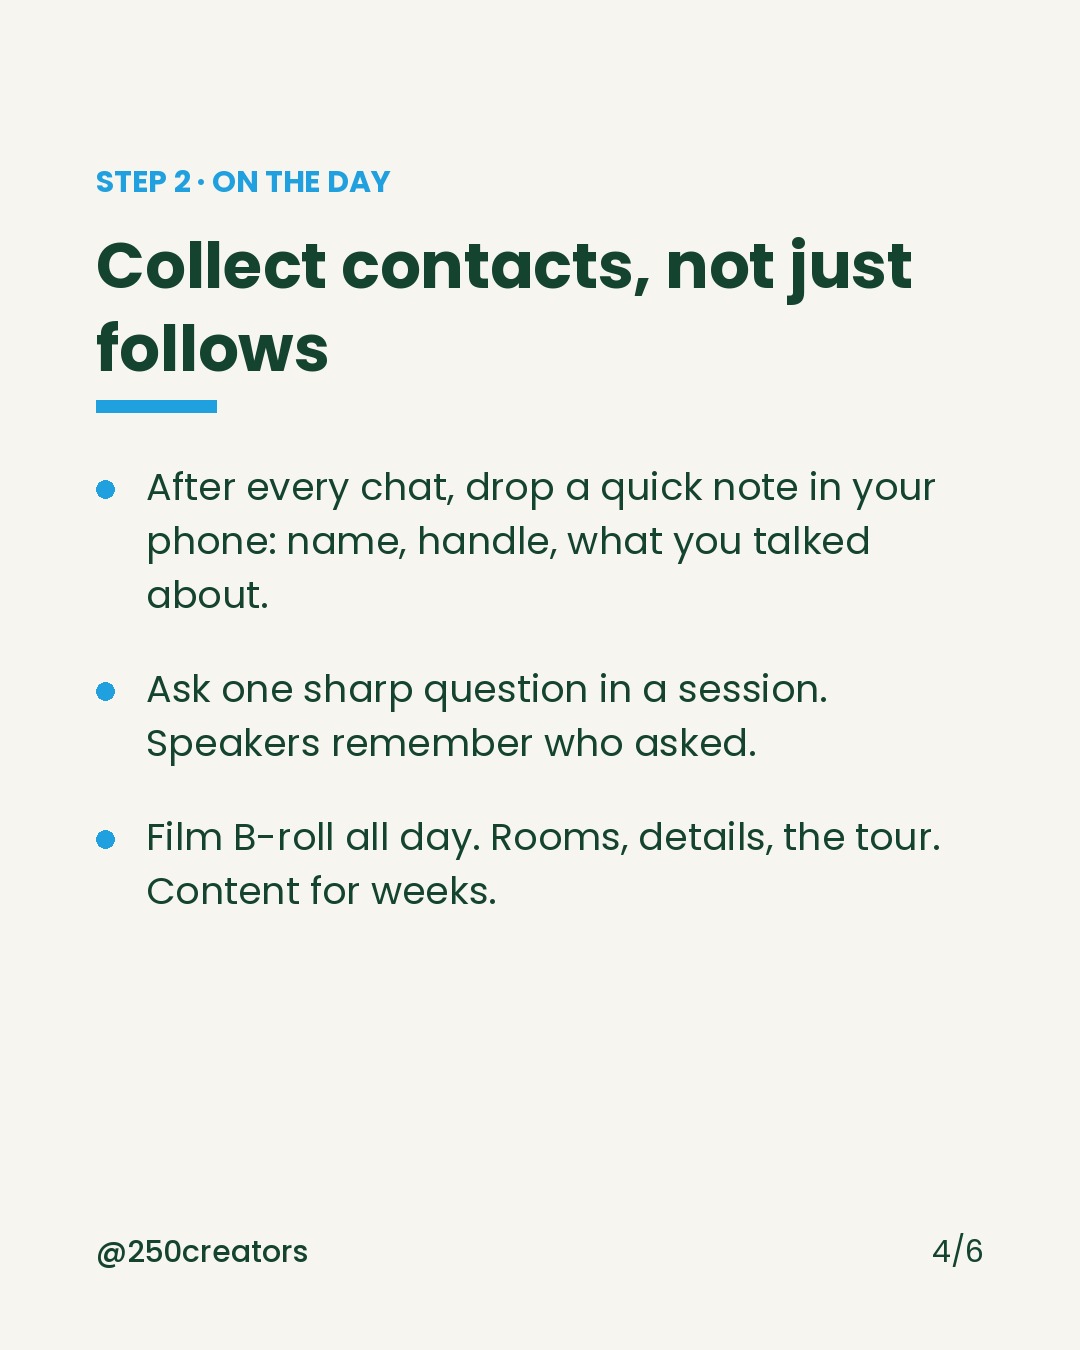 STEP 2 · ON THE DAY
Collect contacts, not just
follows
After every chat, drop a quick note in your
phone: name, handle, what you talked
about.
Ask one sharp question in a session.
Speakers remember who asked.
Film B-roll all day. Rooms, details, the tour.
Content for weeks.
@250creators
4/6